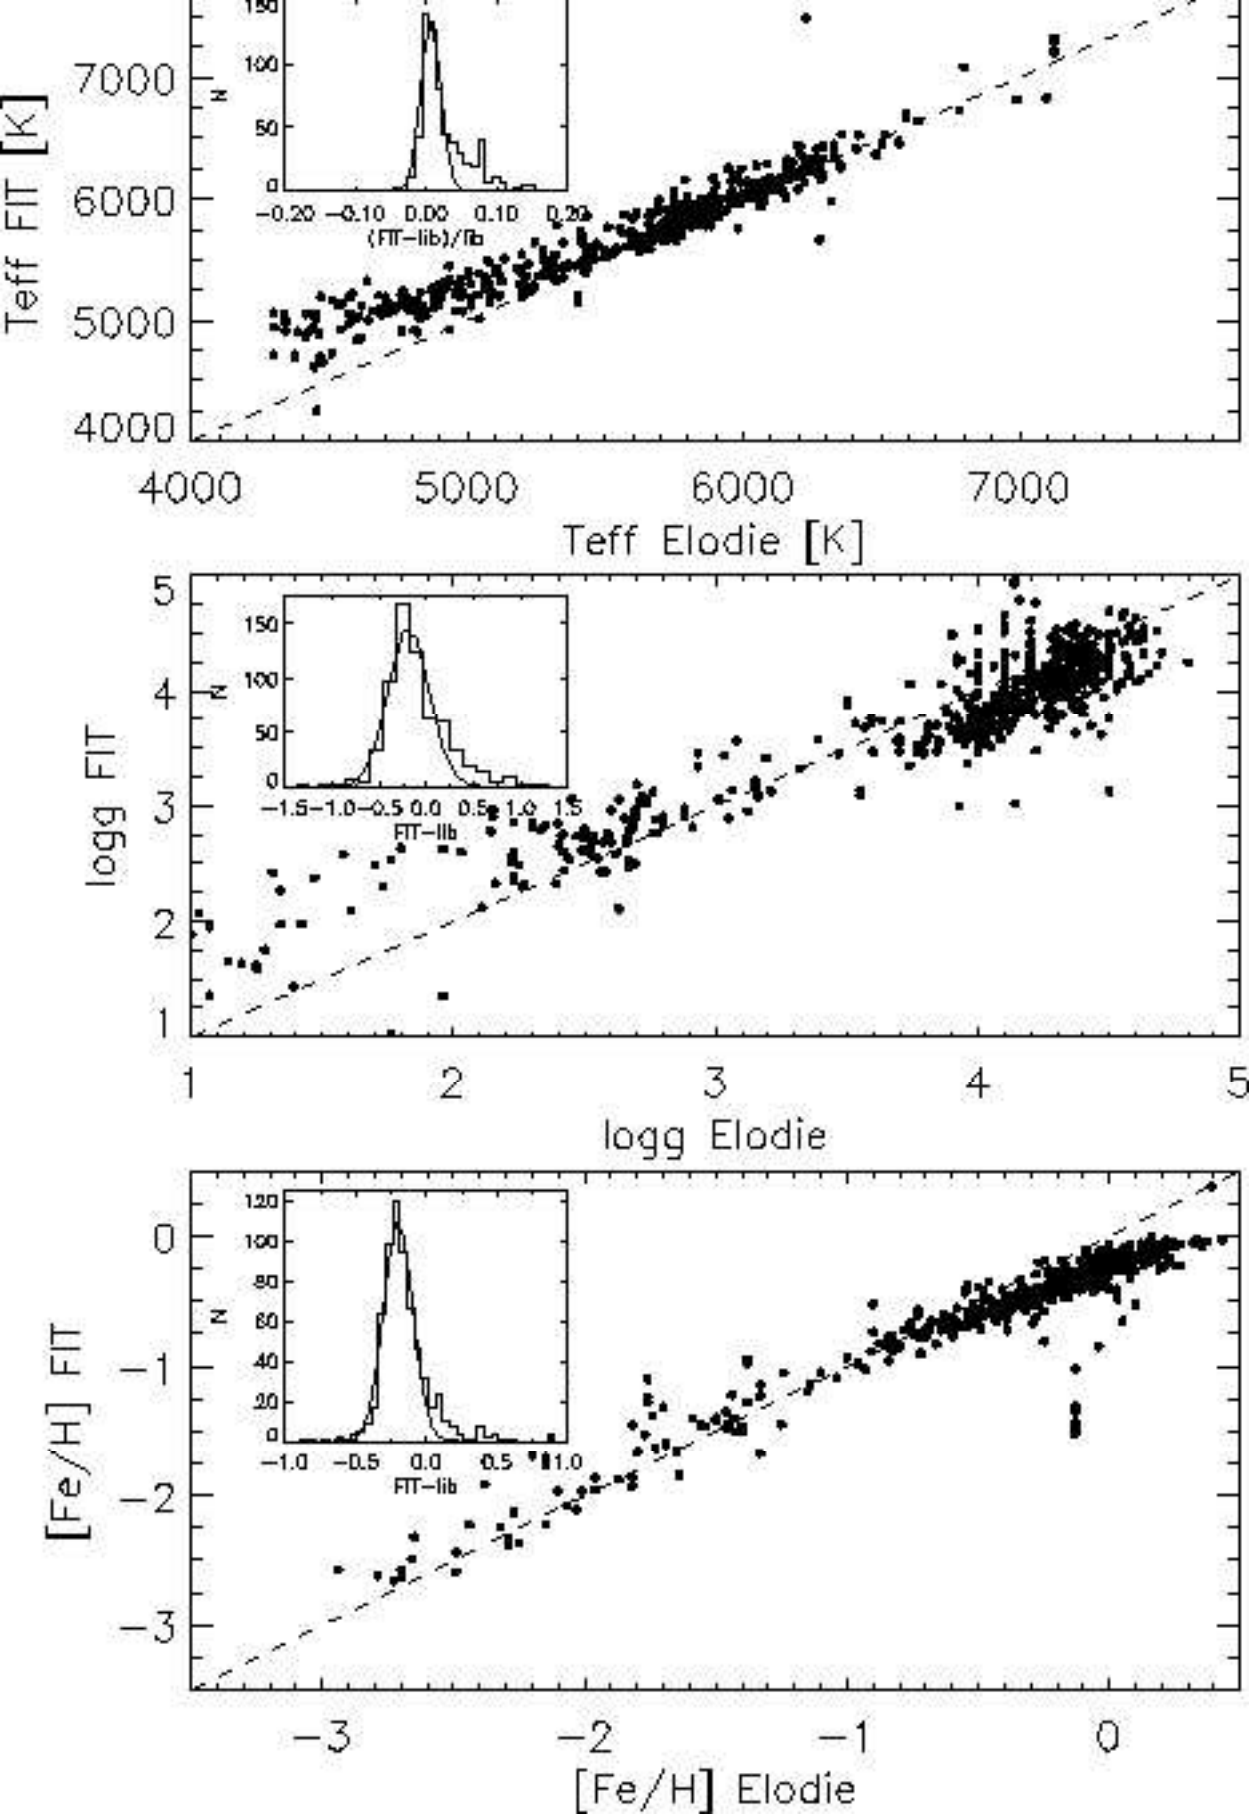 150
100
50
0
N
−0.20 −0.10 0.00 0.10 0.20
(FIT−lib)/lib
7000
6000
5000
4000
Teff FIT [K]
4000 5000 6000 7000
Teff Elodie [K]
5
4
3
2
1
logg FIT
150
100
50
0
N
−1.5 −1.0 −0.5 0.0 0.5 1.0 1.5
FIT−lib
1 2 3 4 5
logg Elodie
0
−1
−2
−3
[Fe/H] FIT
120
100
80
60
40
20
0
N
−1.0 −0.5 0.0 0.5 1.0
FIT−lib
−3 −2 −1 0
[Fe/H] Elodie